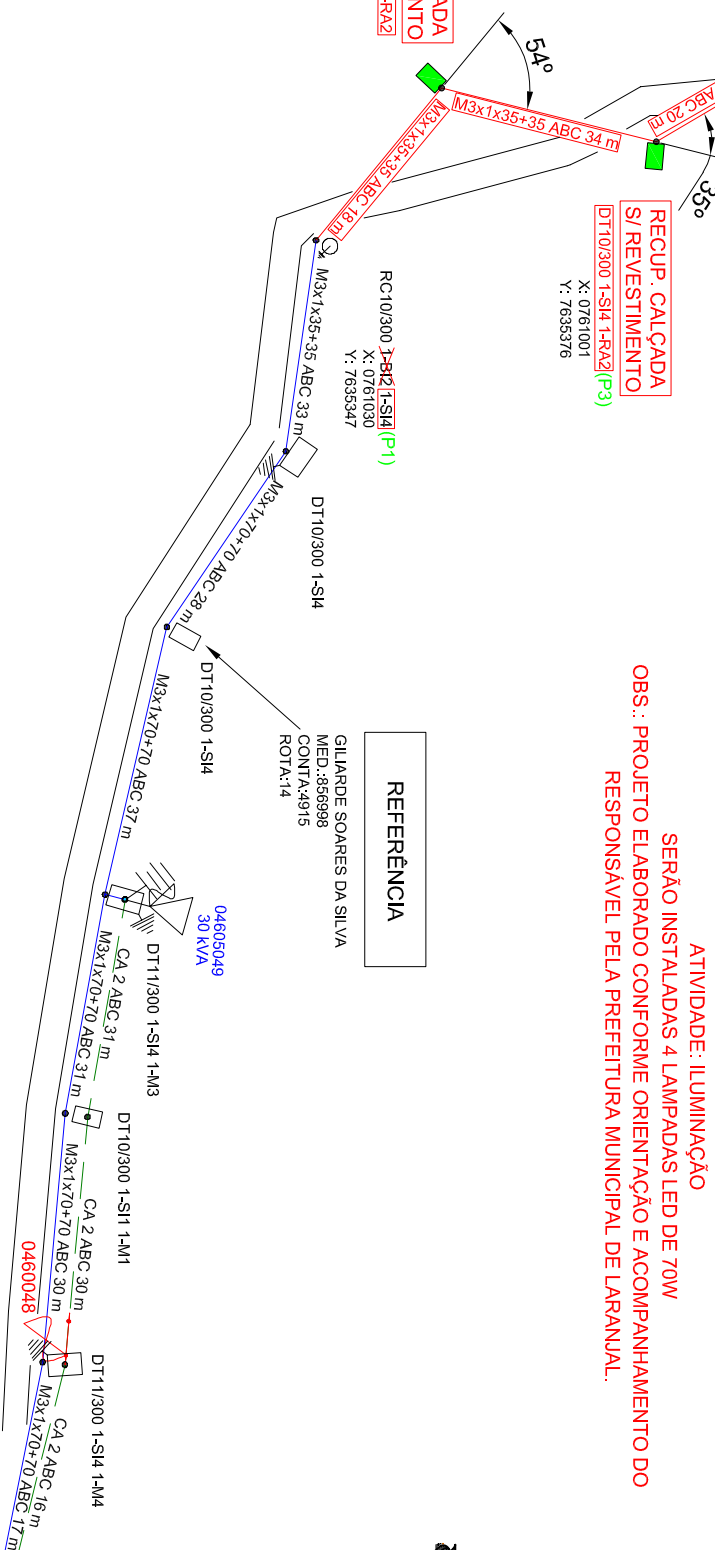 ATIVIDADE: ILUMINAÇÃO
SERÃO INSTALADAS 4 LAMPADAS LED DE 70W
OBS.: PROJETO ELABORADO CONFORME ORIENTAÇÃO E ACOMPANHAMENTO DO
RESPONSÁVEL PELA PREFEITURA MUNICIPAL DE LARANJAL.
ABC 20 m
35º
RECUP. CALÇADA
S/ REVESTIMENTO
DT10/300 1-SI4 1-RA2 (P3)
X: 0761001
Y: 7635376
M3x1x35+35 ABC 34 m
54º
ADA
NTO
-RA2
M3x1x35+35 ABC 18 m
RC10/300 1-BI2 1-SI4 (P1)
X: 0761030
Y: 7635347
M3x1x35+35 ABC 33 m
DT10/300 1-SI4
M3x1x70+70 ABC 28 m
DT10/300 1-SI4
REFERÊNCIA
GILIARDE SOARES DA SILVA
MED.:856998
CONTA:4915
ROTA:14
M3x1x70+70 ABC 37 m
04605049
30 kVA
DT11/300 1-SI4 1-M3
CA 2 ABC 31 m
M3x1x70+70 ABC 31 m
DT10/300 1-SI1 1-M1
CA 2 ABC 30 m
M3x1x70+70 ABC 30 m
0460048
DT11/300 1-SI4 1-M4
CA 2 ABC 16 m
M3x1x70+70 ABC 17 m